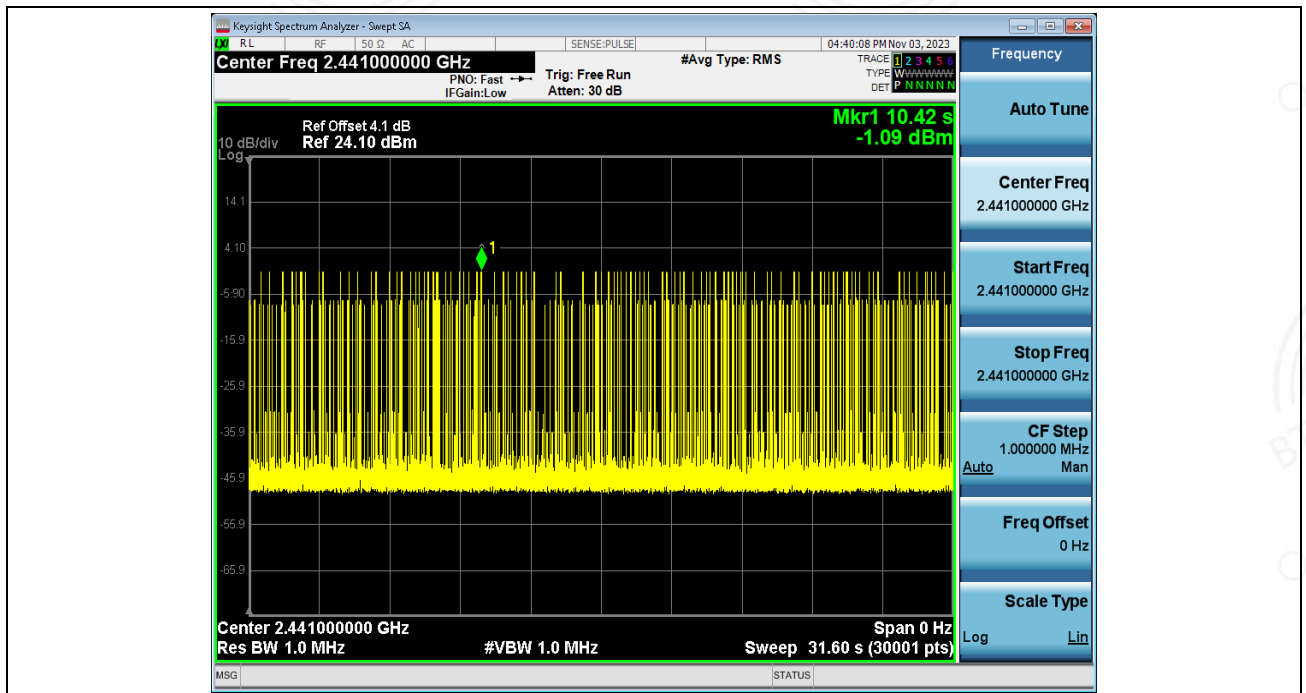 Keysight Spectrum Analyzer - Swept SA
LXI RL RF 50 Ω AC SENSE:PULSE 04:40:08 PM Nov 03, 2023
Center Freq 2.441000000 GHz
#Avg Type: RMS
TRACE 1 2 3 4 5 6
PNO: Fast
Trig: Free Run
TYPE WWWWWW
IFGain:Low
Atten: 30 dB
DET P N N N N N
Mkr1 10.42 s
-1.09 dBm
Ref Offset 4.1 dB
10 dB/div Ref 24.10 dBm
Log
14.1
4.10
-5.90
-15.9
-25.9
-35.9
-45.9
-55.9
-65.9
1
Center 2.441000000 GHz Span 0 Hz
Res BW 1.0 MHz #VBW 1.0 MHz Sweep 31.60 s (30001 pts)
MSG STATUS
Frequency
Auto Tune
Center Freq
2.441000000 GHz
Start Freq
2.441000000 GHz
Stop Freq
2.441000000 GHz
CF Step
1.000000 MHz
Auto Man
Freq Offset
0 Hz
Scale Type
Log Lin